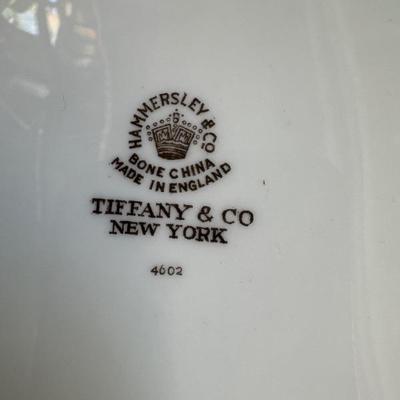 HAMMERSLEY & CO
BONE CHINA
MADE IN ENGLAND
TIFFANY & CO
NEW YORK
4602